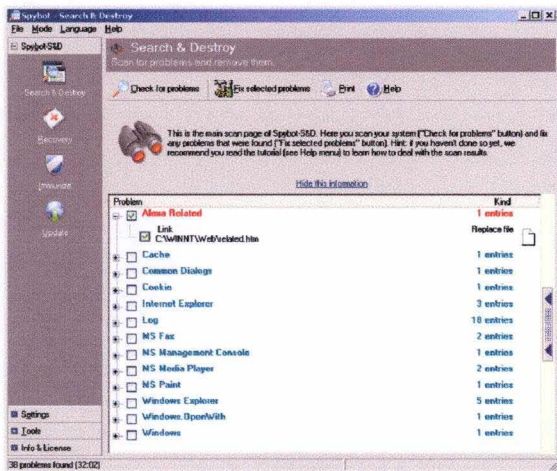 Spybot - Search & Destroy
File Mode Language Help
Spybot-S&D
Search & Destroy
Recovery
Immunize
Update
Settings
Tools
Info & License
Search & Destroy
Scan for problems and remove them.
Check for problems Fix selected problems Print Help
This is the main scan page of Spybot-S&D. Here you scan your system ("Check for problems" button) and fix
any problems that were found ("Fix selected problems" button). Hint: if you haven't done so yet, we
recommend you read the tutorial (see Help menu) to learn how to deal with the scan results.
Hide this information
Problem Kind
Alexa Related 1 entries
Link Replace file
C:\WINNT\Web\related.htm
Cache 1 entries
Common Dialogs 1 entries
Cookie 1 entries
Internet Explorer 3 entries
Log 18 entries
MS Fax 2 entries
MS Management Console 1 entries
MS Media Player 2 entries
MS Paint 1 entries
Windows Explorer 5 entries
Windows.OpenWith 1 entries
Windows 1 entries
38 problems found (32:02)